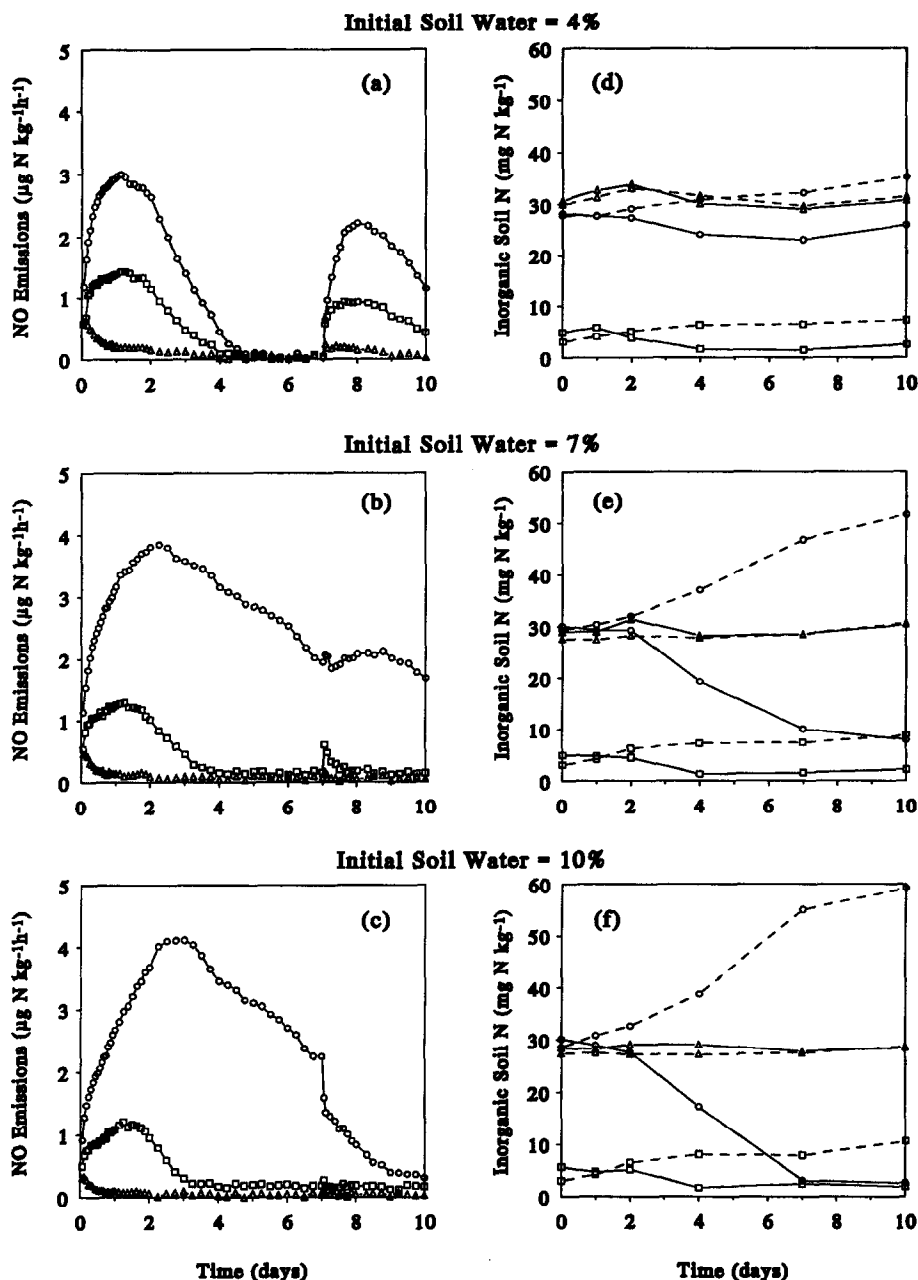 Initial Soil Water = 4%
NO Emissions (µg N kg⁻¹h⁻¹)
5
4
3
2
1
0
(a)
0 2 4 6 8 10
Inorganic Soil N (mg N kg⁻¹)
60
50
40
30
20
10
0
(d)
0 2 4 6 8 10
Initial Soil Water = 7%
NO Emissions (µg N kg⁻¹h⁻¹)
5
4
3
2
1
0
(b)
0 2 4 6 8 10
Inorganic Soil N (mg N kg⁻¹)
60
50
40
30
20
10
0
(e)
0 2 4 6 8 10
Initial Soil Water = 10%
NO Emissions (µg N kg⁻¹h⁻¹)
5
4
3
2
1
0
(c)
0 2 4 6 8 10
Time (days)
Inorganic Soil N (mg N kg⁻¹)
60
50
40
30
20
10
0
(f)
0 2 4 6 8 10
Time (days)